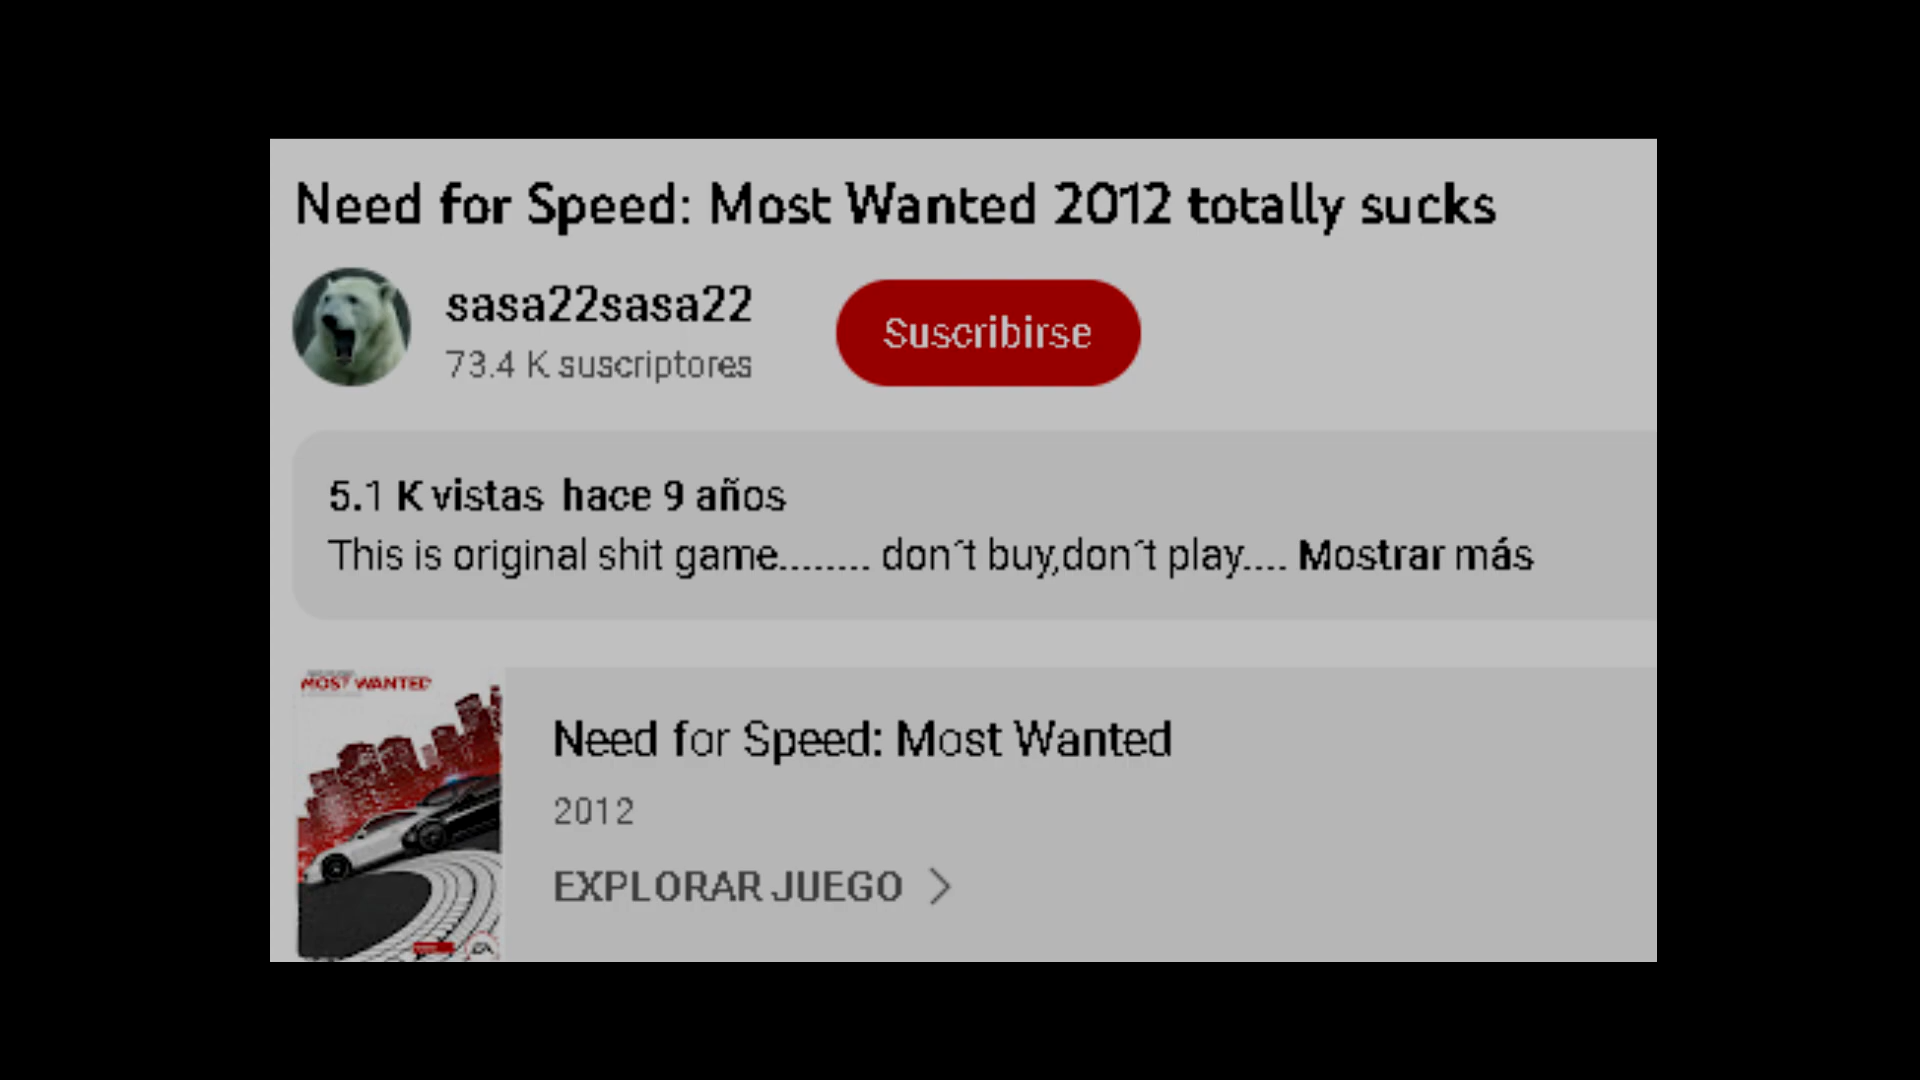 Need for Speed: Most Wanted 2012 totally sucks
sasa22sasa22
73.4 K suscriptores
Suscribirse
5.1 K vistas hace 9 años
This is original shit game........ don´t buy,don´t play.... Mostrar más
MOST WANTED
Need for Speed: Most Wanted
2012
EXPLORAR JUEGO
EA